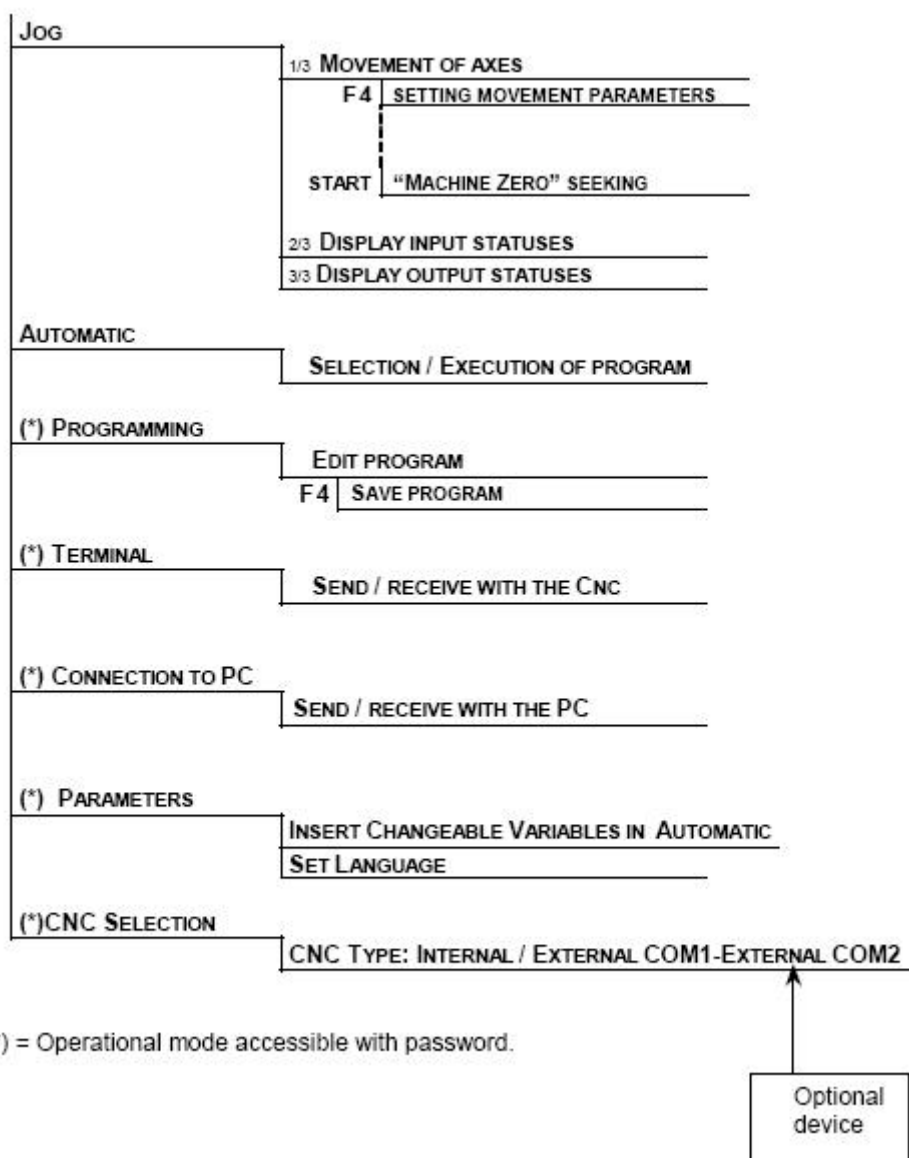 JOG
1/3 MOVEMENT OF AXES
F4 SETTING MOVEMENT PARAMETERS
START "MACHINE ZERO" SEEKING
2/3 DISPLAY INPUT STATUSES
3/3 DISPLAY OUTPUT STATUSES
AUTOMATIC
SELECTION / EXECUTION OF PROGRAM
(*) PROGRAMMING
EDIT PROGRAM
F4 SAVE PROGRAM
(*) TERMINAL
SEND / RECEIVE WITH THE CNC
(*) CONNECTION TO PC
SEND / RECEIVE WITH THE PC
(*) PARAMETERS
INSERT CHANGEABLE VARIABLES IN AUTOMATIC
SET LANGUAGE
(*)CNC SELECTION
CNC TYPE: INTERNAL / EXTERNAL COM1-EXTERNAL COM2
) = Operational mode accessible with password.
Optional
device